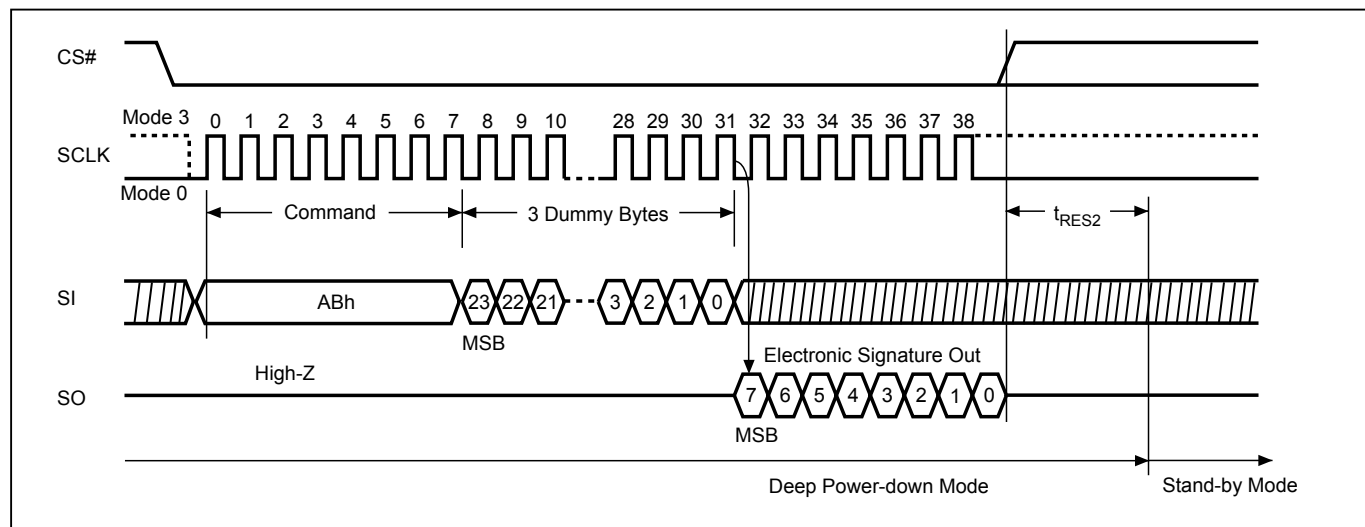 CS#
Mode 3
0 1 2 3 4 5 6 7 8 9 10 28 29 30 31 32 33 34 35 36 37 38
SCLK
Mode 0
Command
3 Dummy Bytes
tRES2
SI
ABh
23 22 21 3 2 1 0
MSB
Electronic Signature Out
High-Z
SO
7 6 5 4 3 2 1 0
MSB
Deep Power-down Mode
Stand-by Mode